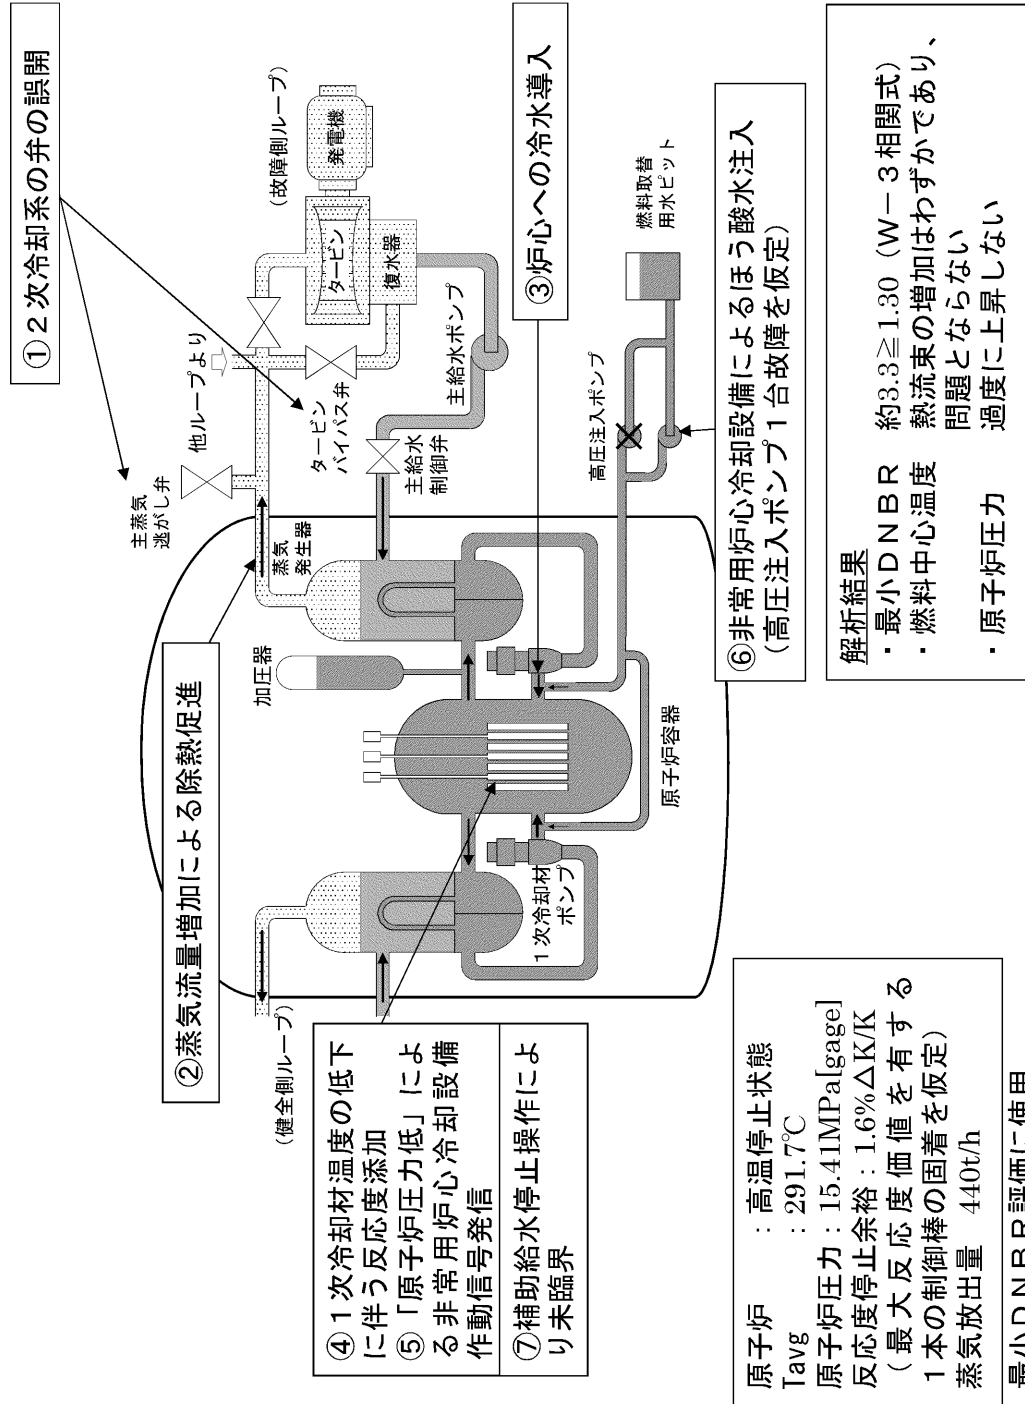 ①２次冷却系の弁の誤開
②蒸気流量増加による除熱促進
主蒸気
逃がし弁
他ループより
(故障側ループ)
発電機
タービン
復水器
タービン
バイパス弁
蒸気
発生器
主給水
制御弁
主給水ポンプ
③炉心への冷水導入
加圧器
(健全側ループ)
１次冷却材
ポンプ
原子炉容器
高圧注入ポンプ
燃料取替
用水ピット
④１次冷却材温度の低下
に伴う反応度添加
⑤「原子炉圧力低」によ
る非常用炉心冷却設備
作動信号発信
⑦補助給水停止操作によ
り未臨界
⑥非常用炉心冷却設備によるほう酸水注入
(高圧注入ポンプ１台故障を仮定)
原子炉　　：高温停止状態
Tavg　　：291.7℃
原子炉圧力：15.41MPa[gage]
反応度停止余裕：1.6%△K/K
(最大反応度価値を有する
１本の制御棒の固着を仮定)
蒸気放出量　440t/h
最小ＤＮＢＲ評価に使用
解析結果
・最小ＤＮＢＲ　約3.3≧1.30（Ｗ－３相関式）
・燃料中心温度　熱流束の増加はわずかであり、
問題とならない
・原子炉圧力　過度に上昇しない